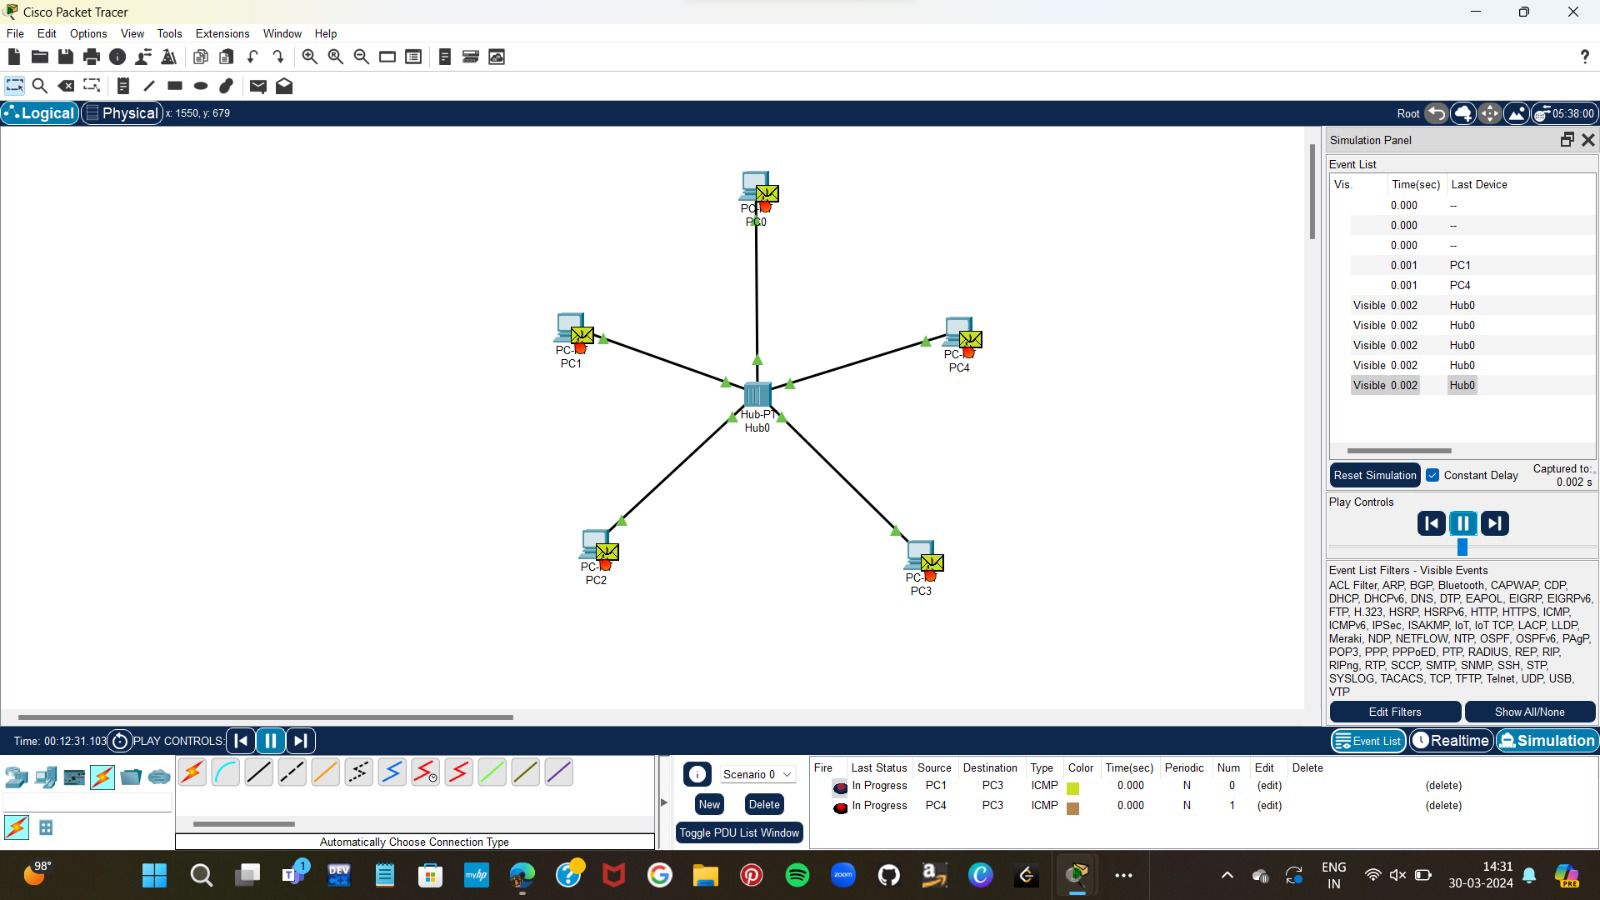 Cisco Packet Tracer
File Edit Options View Tools Extensions Window Help
Logical Physical x: 1550, y: 679 Root 05:38:00
Simulation Panel
Event List
Vis. Time(sec) Last Device
0.000 --
0.000 --
0.000 --
0.001 PC1
0.001 PC4
Visible 0.002 Hub0
Visible 0.002 Hub0
Visible 0.002 Hub0
Visible 0.002 Hub0
Visible 0.002 Hub0
Reset Simulation Constant Delay Captured to:
0.002 s
Play Controls
Event List Filters - Visible Events
ACL Filter, ARP, BGP, Bluetooth, CAPWAP, CDP,
DHCP, DHCPv6, DNS, DTP, EAPOL, EIGRP, EIGRPv6,
FTP, H.323, HSRP, HSRPv6, HTTP, HTTPS, ICMP,
ICMPv6, IPSec, ISAKMP, IoT, IoT TCP, LACP, LLDP,
Meraki, NDP, NETFLOW, NTP, OSPF, OSPFv6, PAgP,
POP3, PPP, PPPoED, PTP, RADIUS, REP, RIP,
RIPng, RTP, SCCP, SMTP, SNMP, SSH, STP,
SYSLOG, TACACS, TCP, TFTP, Telnet, UDP, USB,
VTP
Edit Filters Show All/None
PC0
PC1
PC4
Hub-PT
Hub0
PC2
PC3
Time: 00:12:31.103 PLAY CONTROLS: Event List Realtime Simulation
Automatically Choose Connection Type
Scenario 0
New Delete
Toggle PDU List Window
Fire Last Status Source Destination Type Color Time(sec) Periodic Num Edit Delete
In Progress PC1 PC3 ICMP 0.000 N 0 (edit) (delete)
In Progress PC4 PC3 ICMP 0.000 N 1 (edit) (delete)
98°
1
DEV
myhp
zoom
ENG
IN
14:31
30-03-2024
PRE